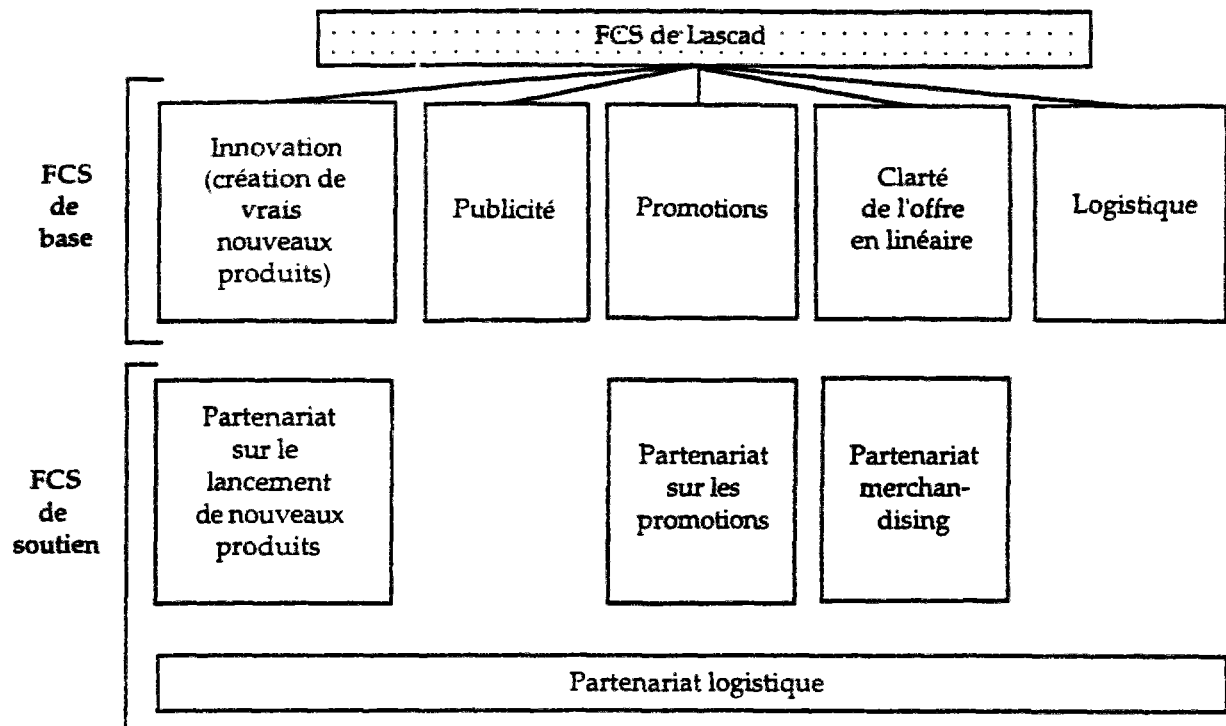 FCS de Lascad
FCS
de
base
Innovation
(création de
vrais
nouveaux
produits)
Publicité
Promotions
Clarté
de l'offre
en linéaire
Logistique
FCS
de
soutien
Partenariat
sur le
lancement
de nouveaux
produits
Partenariat
sur les
promotions
Partenariat
merchan-
dising
Partenariat logistique